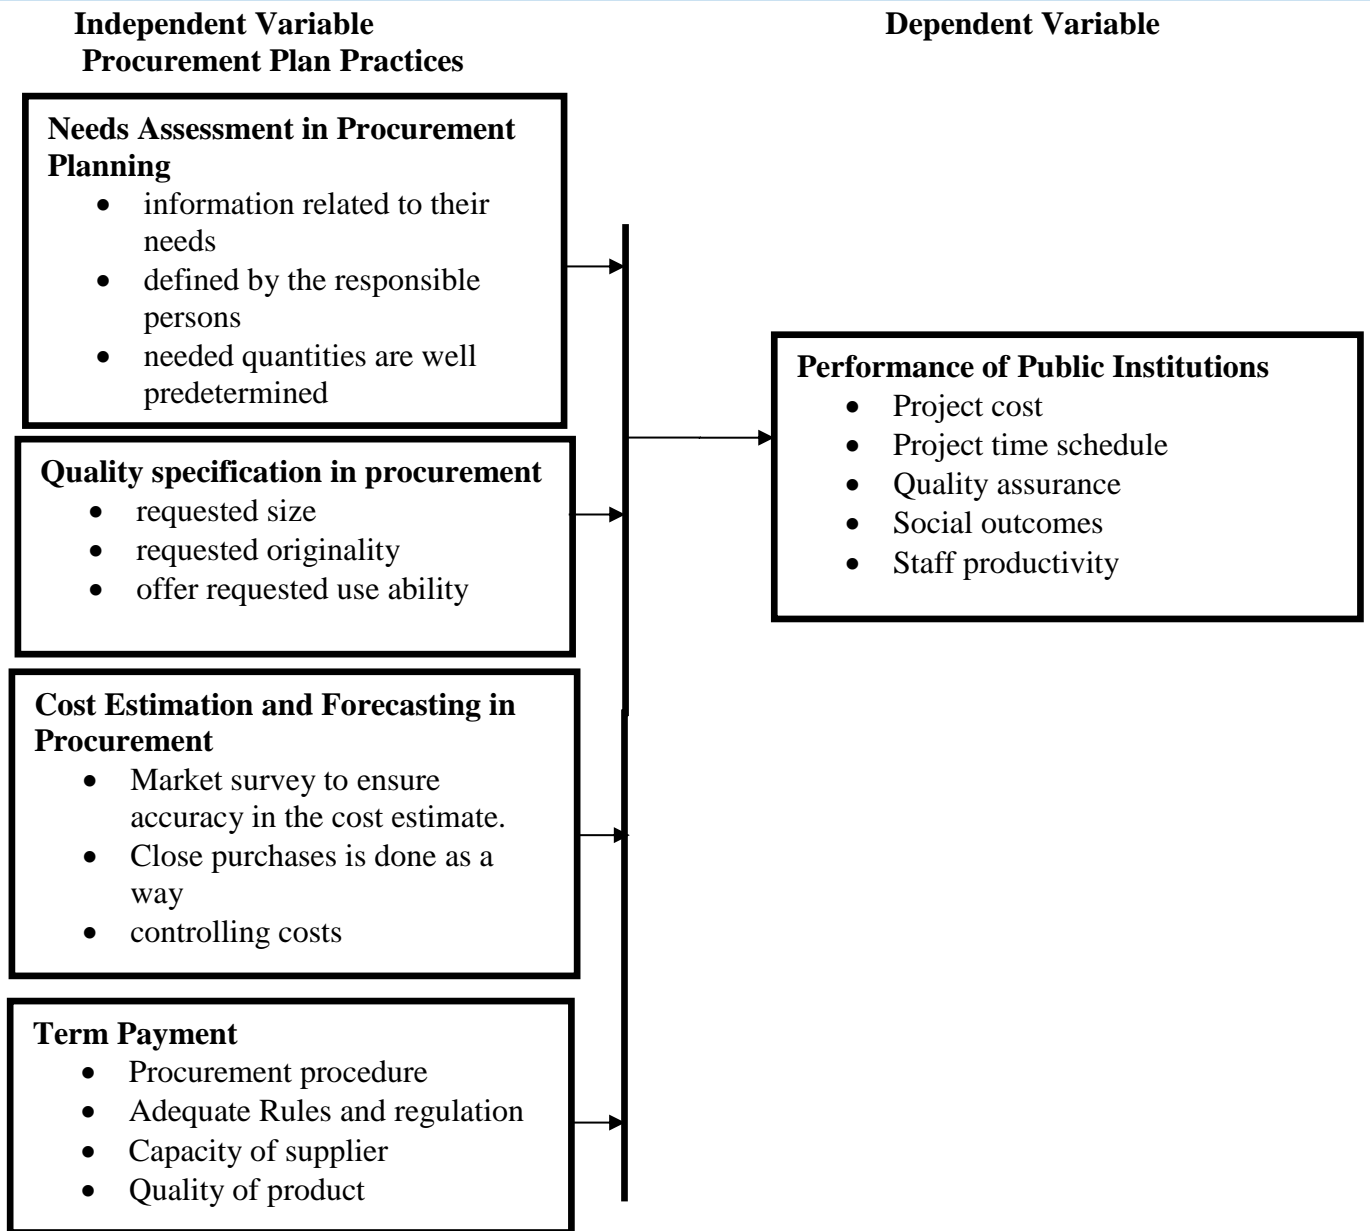 Independent Variable
Procurement Plan Practices
Dependent Variable
Needs Assessment in Procurement
Planning
• information related to their
needs
• defined by the responsible
persons
• needed quantities are well
predetermined
Quality specification in procurement
• requested size
• requested originality
• offer requested use ability
Cost Estimation and Forecasting in
Procurement
• Market survey to ensure
accuracy in the cost estimate.
• Close purchases is done as a
way
• controlling costs
Term Payment
• Procurement procedure
• Adequate Rules and regulation
• Capacity of supplier
• Quality of product
Performance of Public Institutions
• Project cost
• Project time schedule
• Quality assurance
• Social outcomes
• Staff productivity